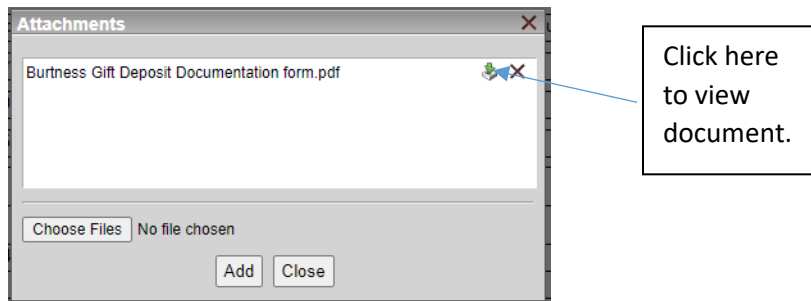 Attachments
Burtness Gift Deposit Documentation form.pdf
Choose Files No file chosen
Add Close
Click here
to view
document.